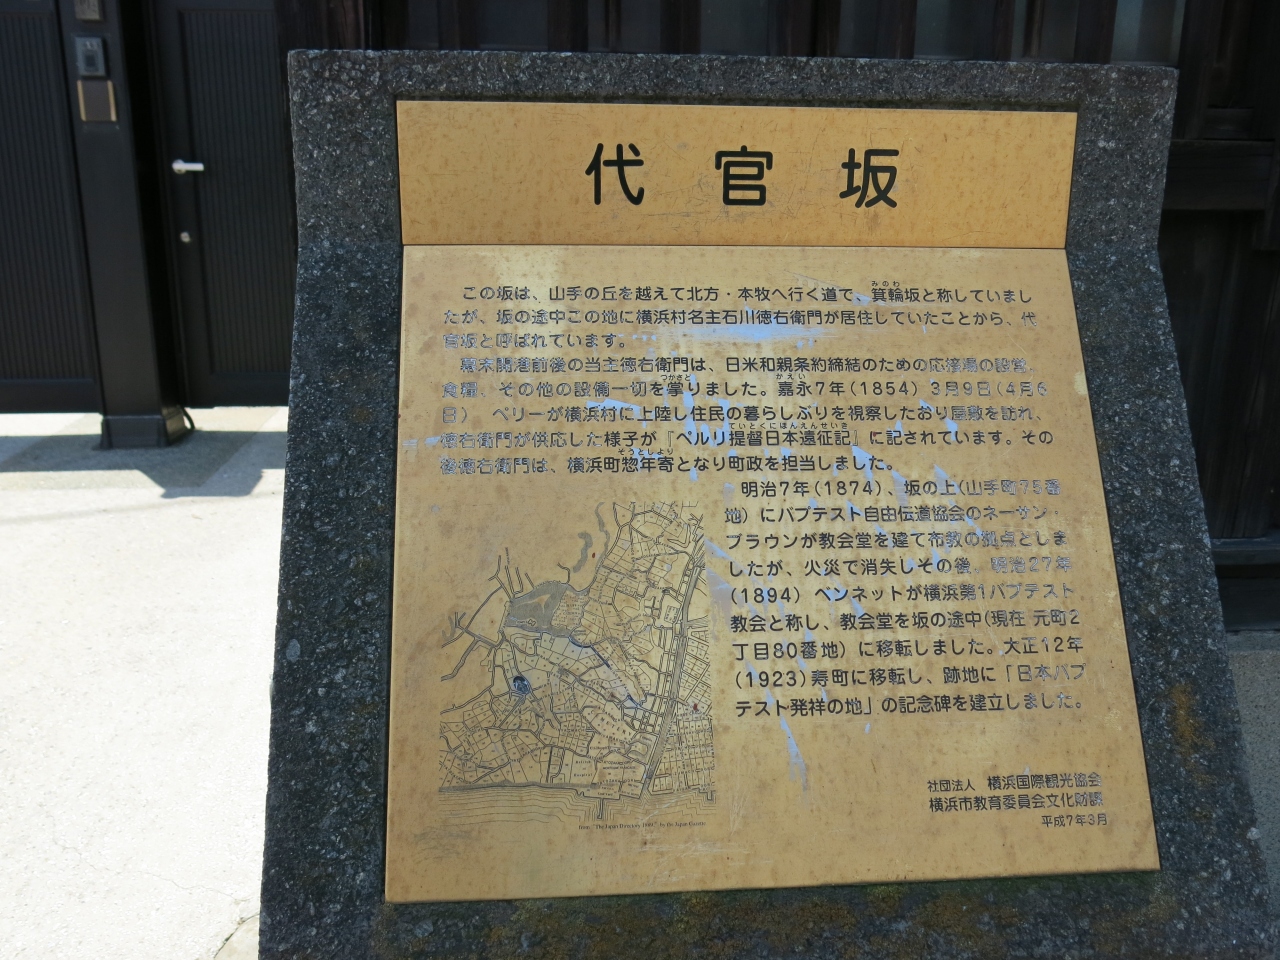 代官坂
この坂は、山手の丘を越えて北方・本牧へ行く道で、箕輪坂と称していまし
たが、坂の途中この地に横浜村名主石川徳右衛門が居住していたことから、代
官坂と呼ばれています。
幕末開港前後の当主徳右衛門は、日米和親条約締結のための応接場の設営、
食糧、その他の設備一切を掌りました。嘉永7年(1854)3月9日(4月6
日) ペリーが横浜村に上陸し住民の暮らしぶりを視察したおり屋敷を訪れ、
徳右衛門が供応した様子が『ペルリ提督日本遠征記』に記されています。その
後徳右衛門は、横浜町惣年寄となり町政を担当しました。
明治7年(1874)、坂の上(山手町75番
地)にバプテスト自由伝道協会のネーサン・
ブラウンが教会堂を建て布教の拠点としま
したが、火災で消失しその後、明治27年
(1894) ベンネットが横浜第1バプテスト
教会と称し、教会堂を坂の途中(現在 元町2
丁目80番地)に移転しました。大正12年
(1923)寿町に移転し、跡地に「日本バプ
テスト発祥の地」の記念碑を建立しました。
from "The Japan Directory by the Japan Gazette
社団法人 横浜国際観光協会
横浜市教育委員会文化財課
平成7年3月